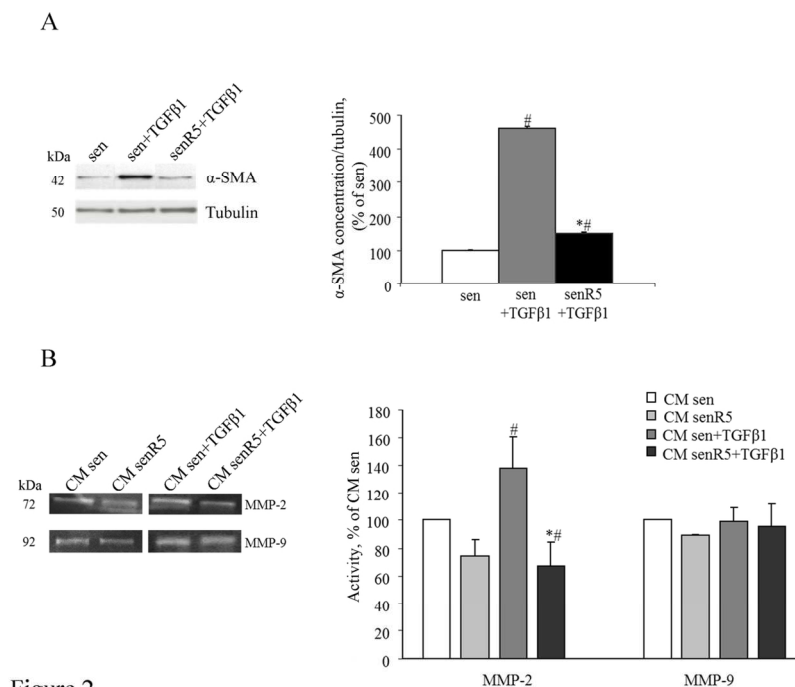 A
sen
sen+TGFβ1
senR5+TGFβ1
kDa
42
α-SMA
50
Tubulin
α-SMA concentration/tubulin,
(% of sen)
500
400
300
200
100
0
#
*#
sen
sen
+TGFβ1
senR5
+TGFβ1
B
CM sen
CM senR5
CM sen+TGFβ1
CM senR5+TGFβ1
kDa
72
MMP-2
92
MMP-9
Activity, % of CM sen
180
160
140
120
100
80
60
40
20
0
#
*#
CM sen
CM senR5
CM sen+TGFβ1
CM senR5+TGFβ1
MMP-2
MMP-9
Figure 2